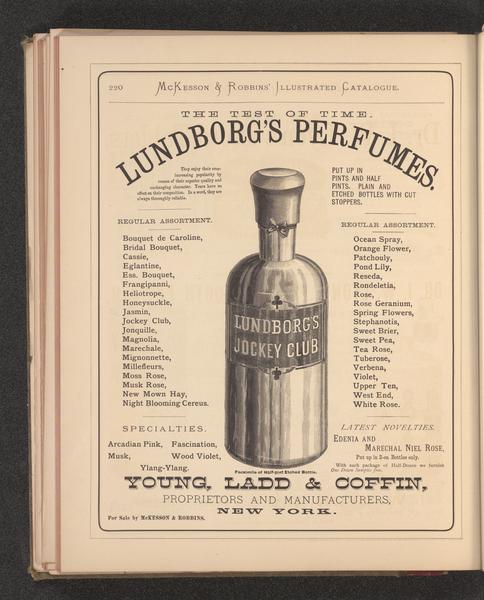 220 McKesson & Robbins' Illustrated Catalogue.
THE TEST OF TIME.
LUNDBORG'S PERFUMES.
They enjoy their ever-
increasing popularity by
reason of their superior quality and
unchanging character. Years have no
effect on their composition. In a word, they are
always thoroughly reliable.
REGULAR ASSORTMENT.
Bouquet de Caroline,
Bridal Bouquet,
Cassie,
Eglantine,
Ess. Bouquet,
Frangipanni,
Heliotrope,
Honeysuckle,
Jasmin,
Jockey Club,
Jonquille,
Magnolia,
Marechale,
Mignonnette,
Millefleurs,
Moss Rose,
Musk Rose,
New Mown Hay,
Night Blooming Cereus.
SPECIALTIES.
Arcadian Pink, Fascination,
Musk, Wood Violet,
Ylang-Ylang.
LUNDBORG'S
JOCKEY CLUB
Facsimile of Half-pint Etched Bottle.
PUT UP IN
PINTS AND HALF
PINTS. PLAIN AND
ETCHED BOTTLES WITH CUT
STOPPERS.
REGULAR ASSORTMENT.
Ocean Spray,
Orange Flower,
Patchouly,
Pond Lily,
Reseda,
Rondeletia,
Rose,
Rose Geranium,
Spring Flowers,
Stephanotis,
Sweet Brier,
Sweet Pea,
Tea Rose,
Tuberose,
Verbena,
Violet,
Upper Ten,
West End,
White Rose.
LATEST NOVELTIES.
EDENIA AND
MARECHAL NIEL ROSE,
Put up in 2-oz. Bottles only.
With each package of Half-Dozen we furnish
One Dozen Samples free.
YOUNG, LADD & COFFIN,
PROPRIETORS AND MANUFACTURERS,
NEW YORK.
For Sale by McKESSON & ROBBINS.